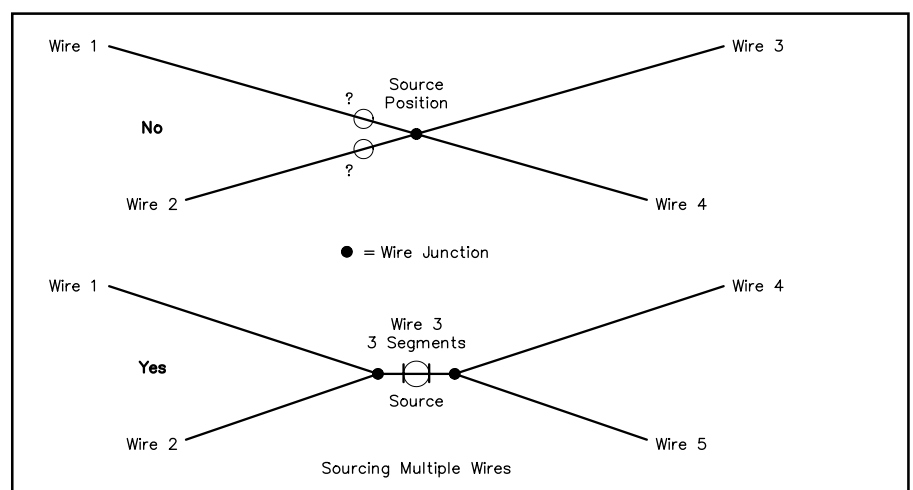 Wire 1
Wire 3
Source
Position
?
No
?
Wire 2
Wire 4
= Wire Junction
Wire 1
Wire 4
Wire 3
3 Segments
Yes
Source
Wire 2
Wire 5
Sourcing Multiple Wires